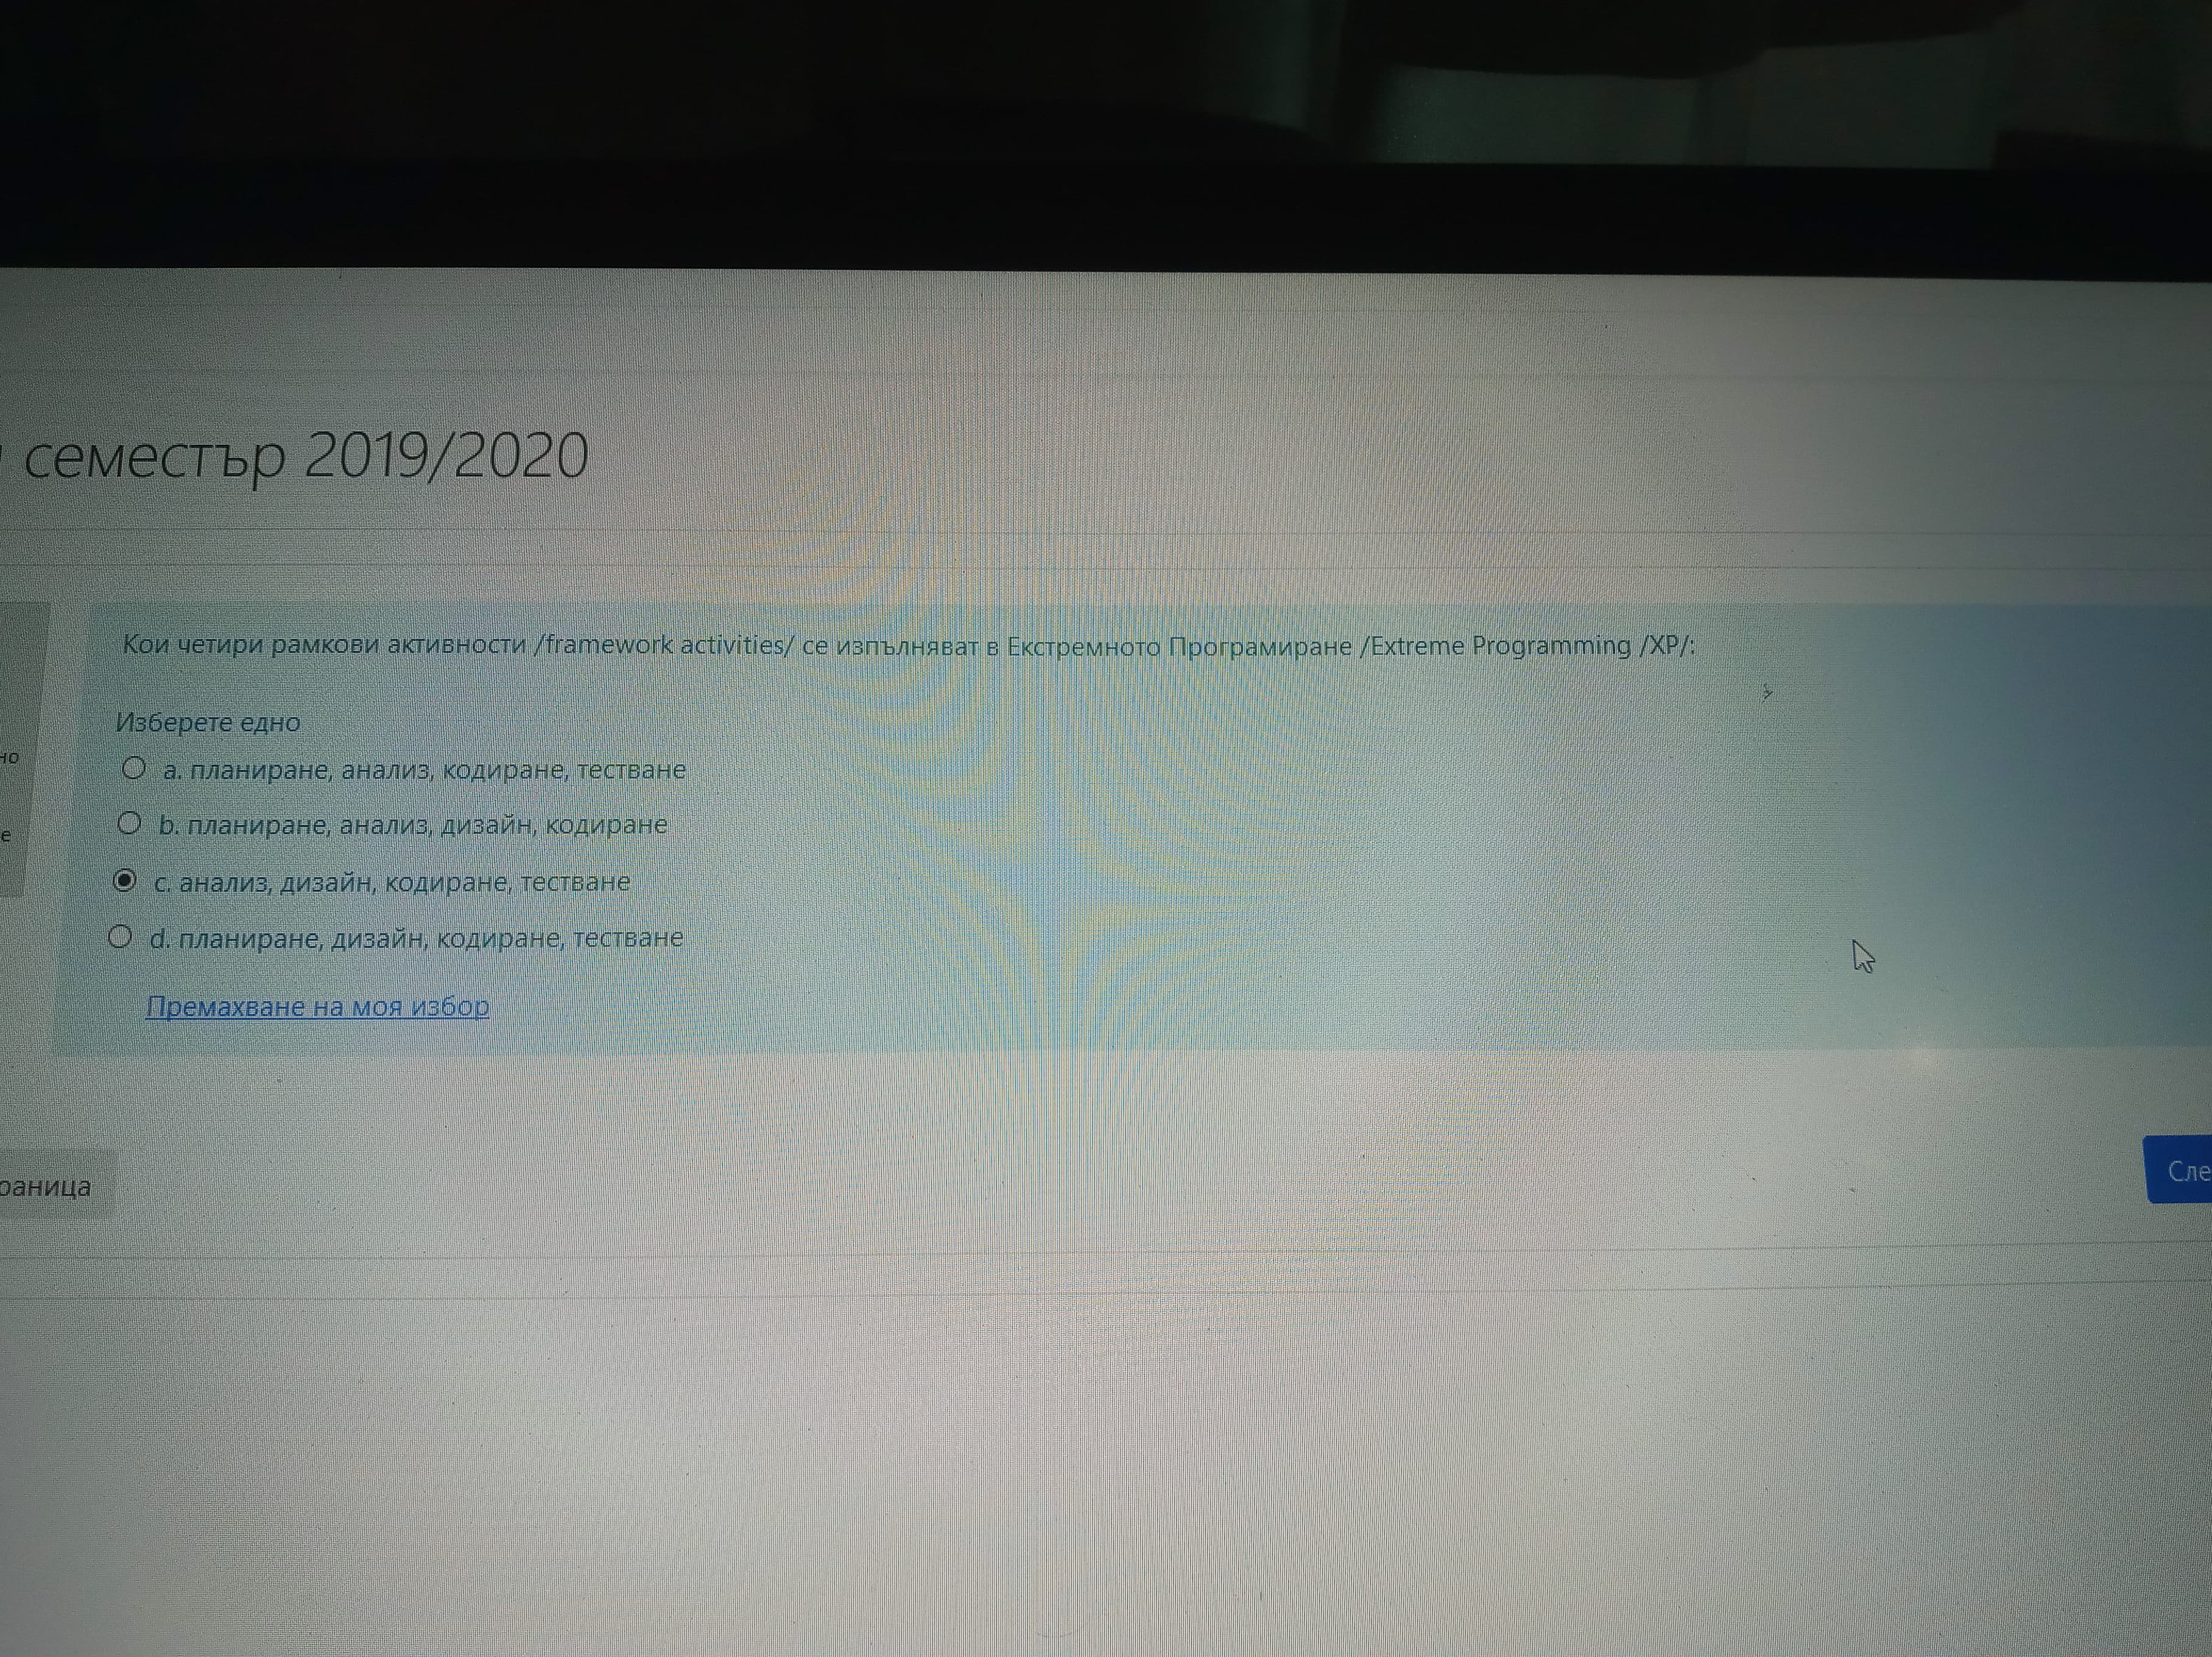 семестър 2019/2020
Кои четири рамкови активности /framework activities/ се изпълняват в Екстремното Програмиране /Extreme Programming /XP/:
Изберете едно
но
a. планиране, анализ, кодиране, тестване
b. планиране, анализ, дизайн, кодиране
е
c. анализ, дизайн, кодиране, тестване
d. планиране, дизайн, кодиране, тестване
Премахване на моя избор
раница
Сле